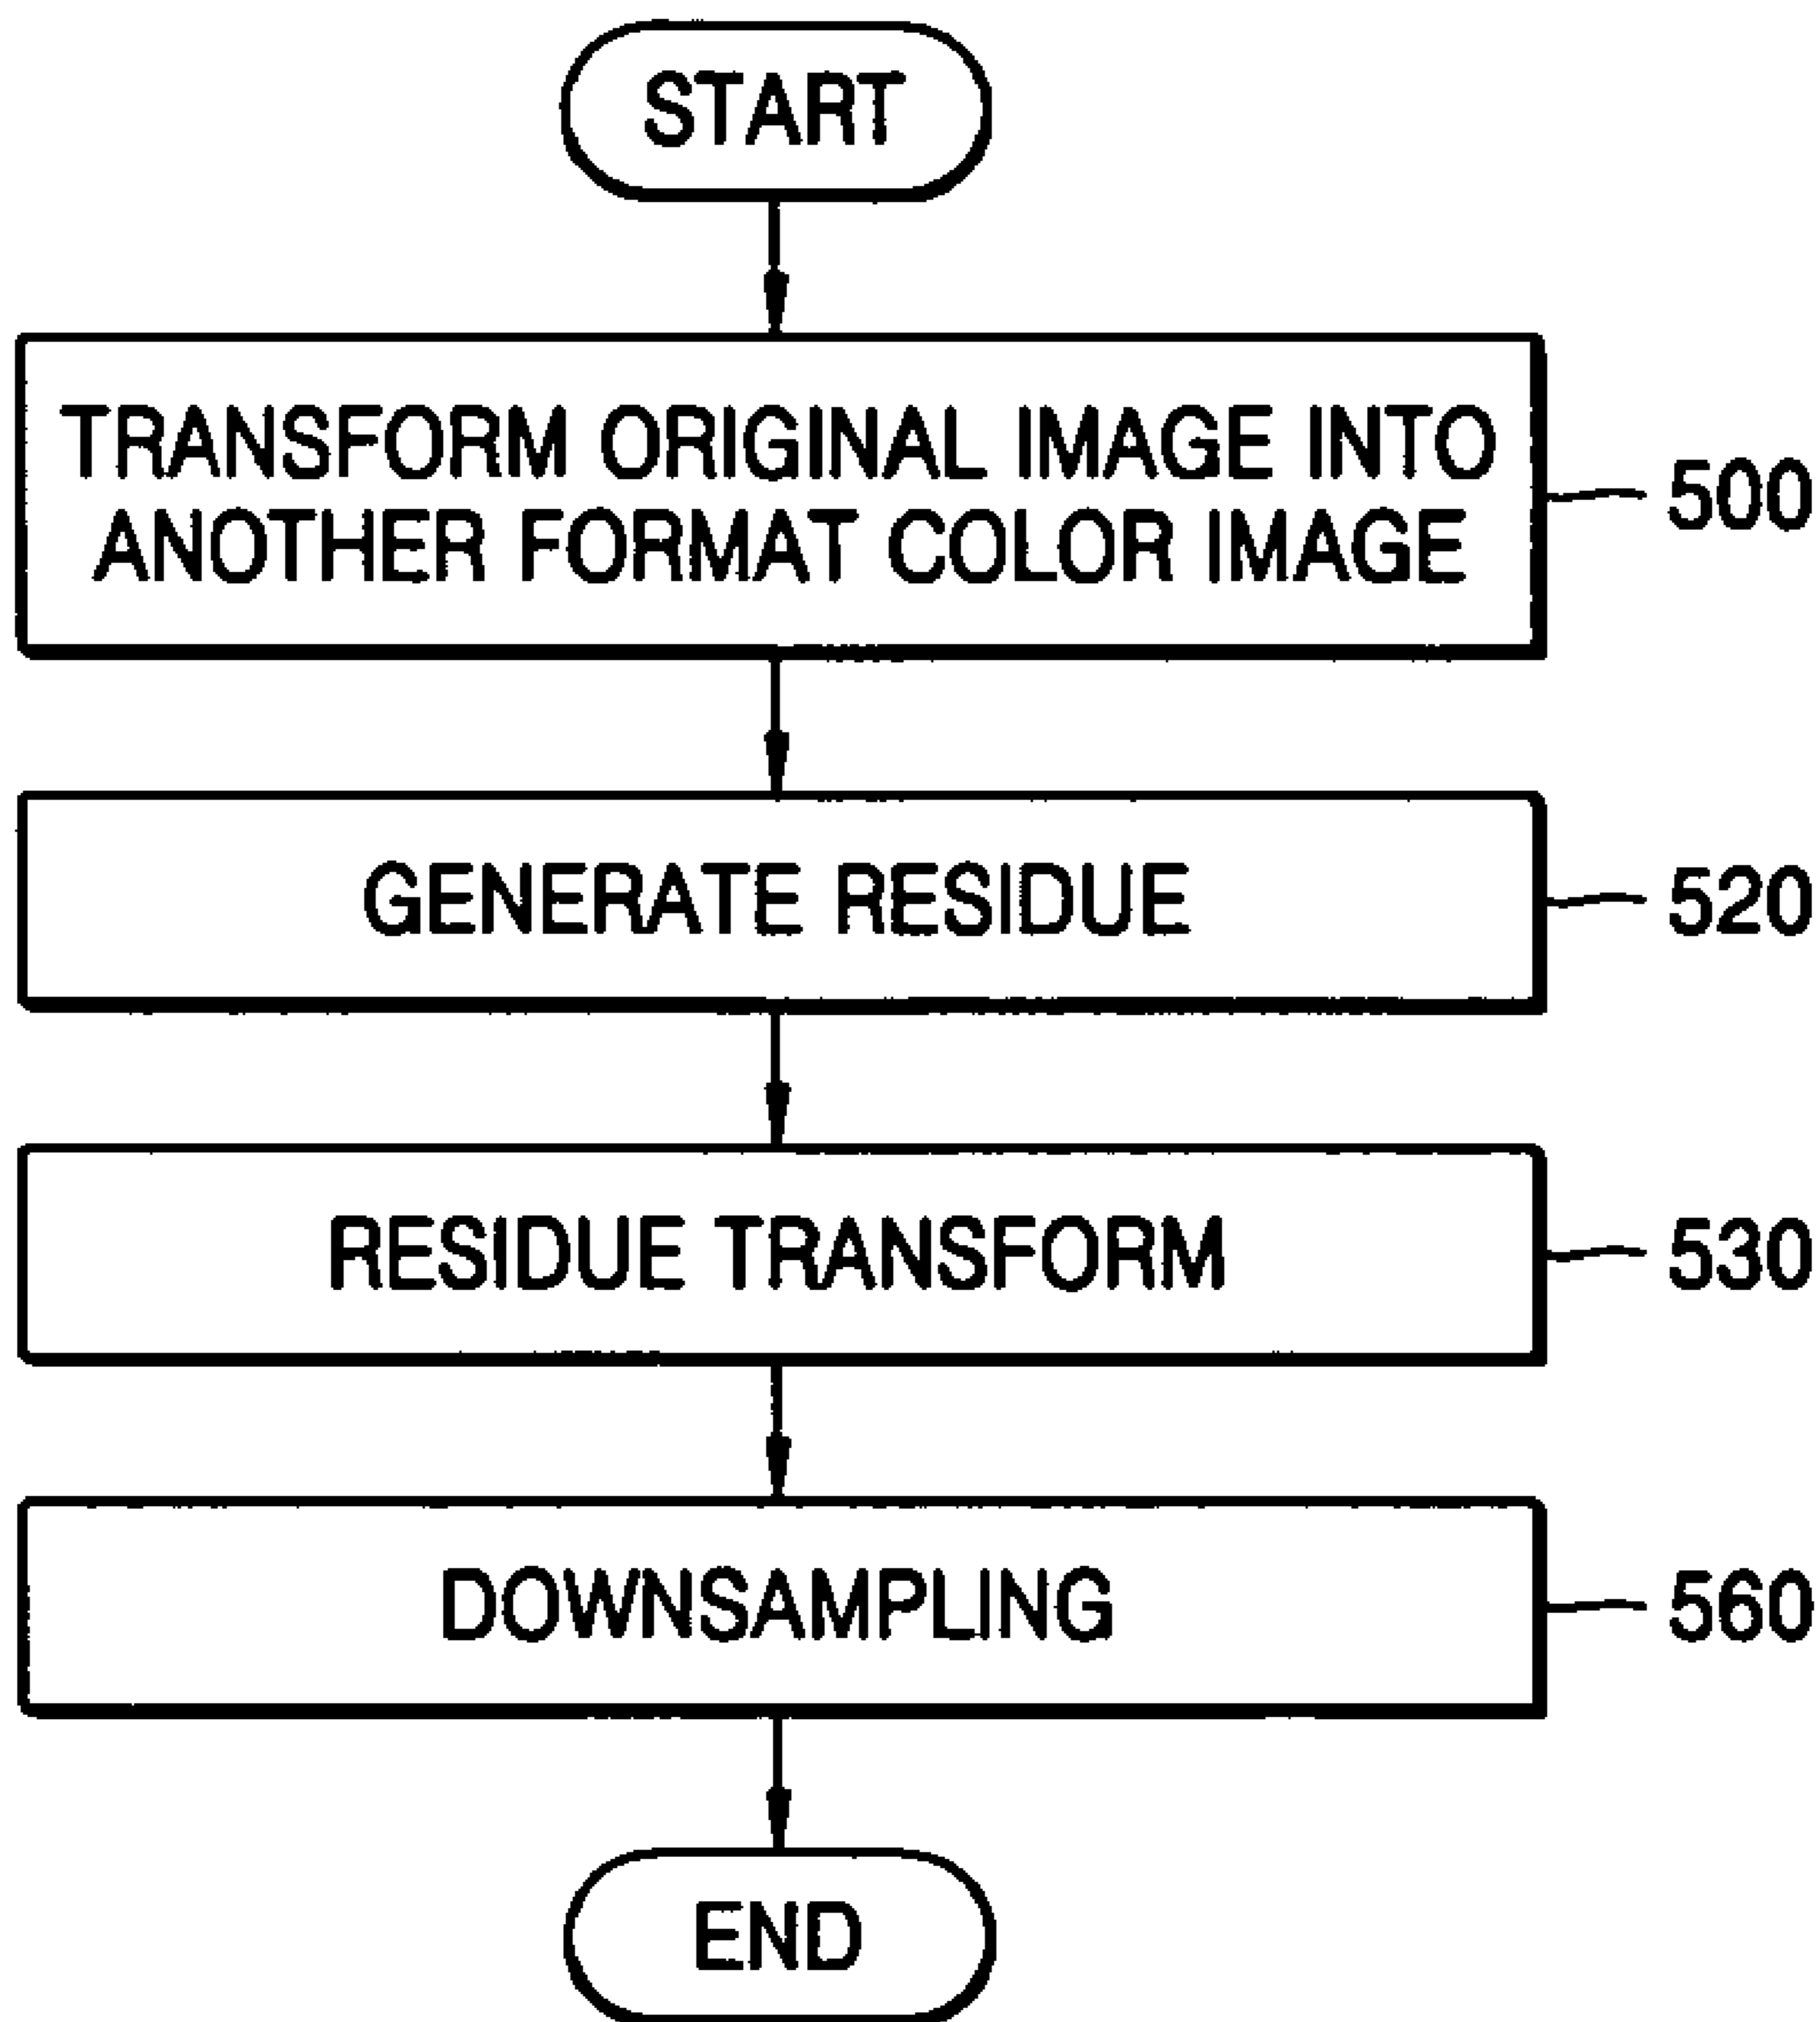 START
TRANSFORM ORIGINAL IMAGE INTO
ANOTHER FORMAT COLOR IMAGE
500
GENERATE RESIDUE
520
RESIDUE TRANSFORM
530
DOWNSAMPLING
560
END